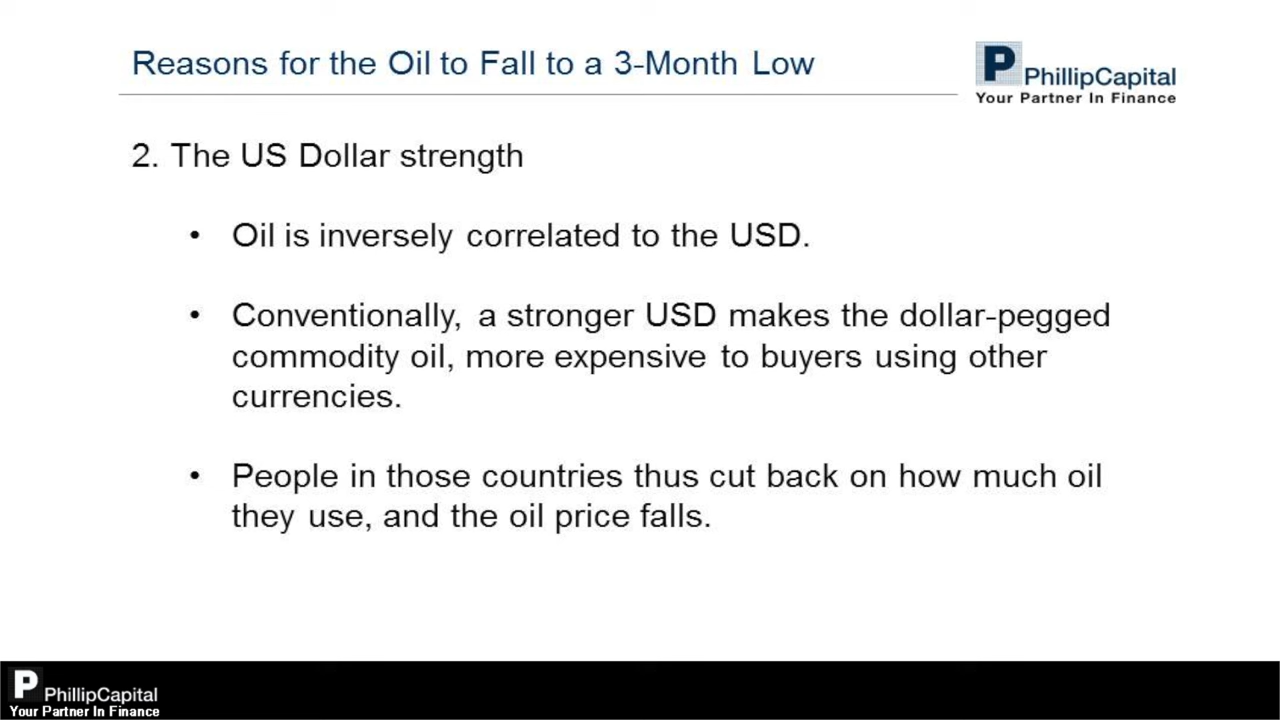 Reasons for the Oil to Fall to a 3-Month Low
P PhillipCapital
Your Partner In Finance
2. The US Dollar strength
• Oil is inversely correlated to the USD.
• Conventionally, a stronger USD makes the dollar-pegged
commodity oil, more expensive to buyers using other
currencies.
• People in those countries thus cut back on how much oil
they use, and the oil price falls.
P PhillipCapital
Your Partner In Finance